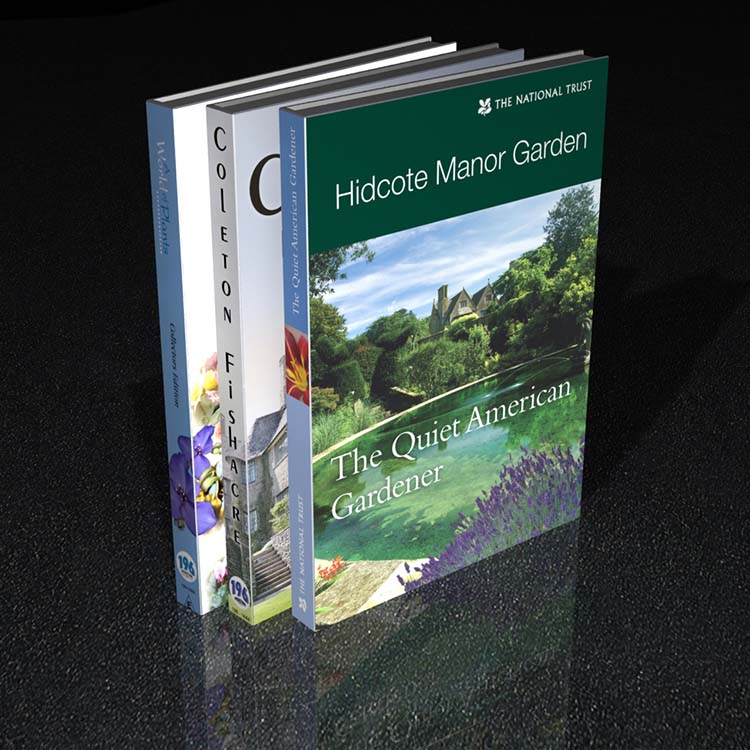 World of Plants
Collectors Edition
196
COLETON FiSHACRE
196
The Quiet American Gardener
THE NATIONAL TRUST
THE NATIONAL TRUST
Hidcote Manor Garden
The Quiet American
Gardener